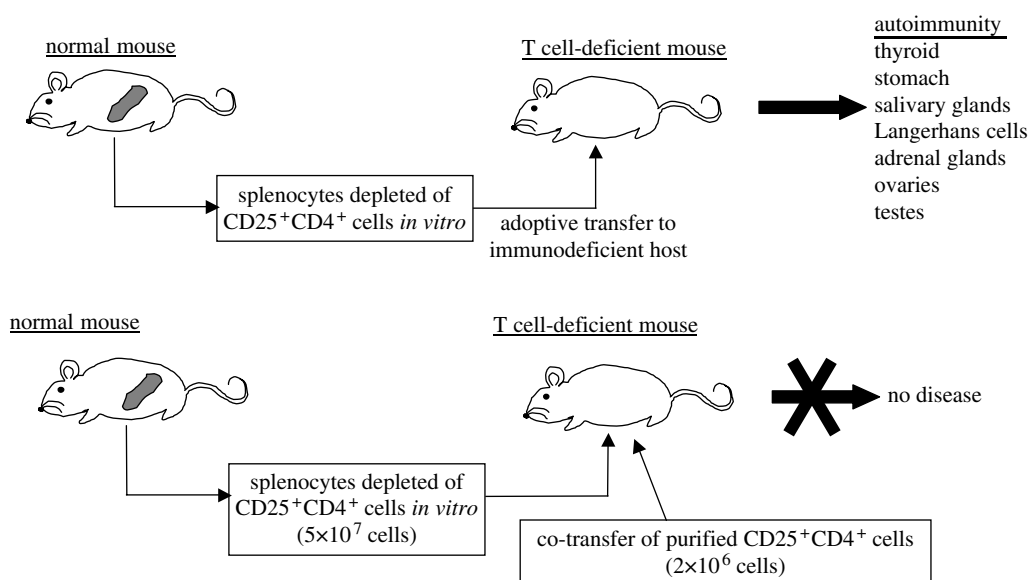 normal mouse
T cell-deficient mouse
autoimmunity
thyroid
stomach
salivary glands
Langerhans cells
adrenal glands
ovaries
testes
splenocytes depleted of
CD25⁺CD4⁺ cells in vitro
adoptive transfer to
immunodeficient host
normal mouse
T cell-deficient mouse
no disease
splenocytes depleted of
CD25⁺CD4⁺ cells in vitro
(5×10⁷ cells)
co-transfer of purified CD25⁺CD4⁺ cells
(2×10⁶ cells)